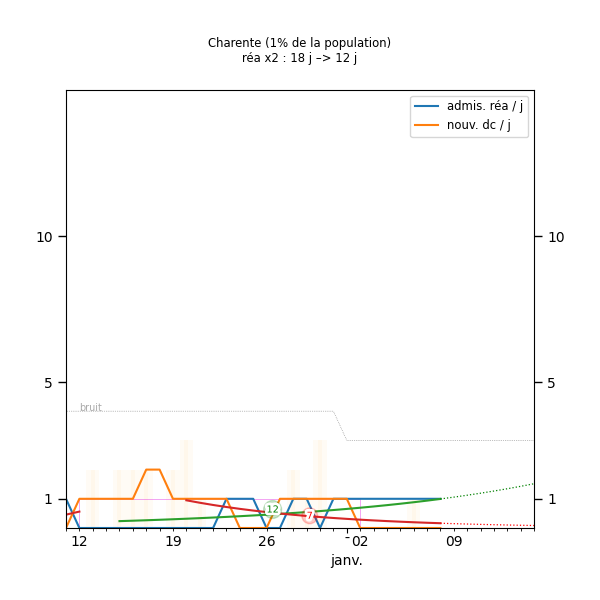 Charente (1% de la population)
réa x2 : 18 j –> 12 j
admis. réa / j
nouv. dc / j
10
10
5
5
bruit
1
1
12
7
12
19
26
02
09
janv.